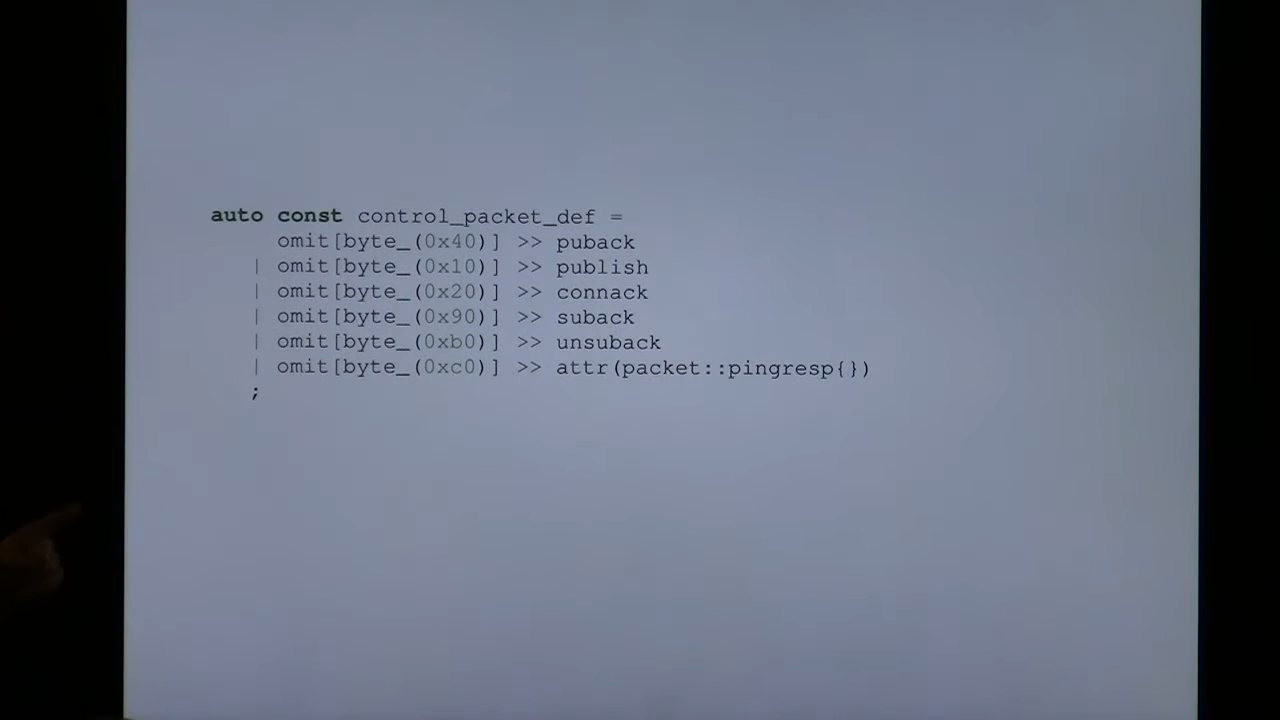 auto const control_packet_def =
omit[byte_(0x40)] >> puback
| omit[byte_(0x10)] >> publish
| omit[byte_(0x20)] >> connack
| omit[byte_(0x90)] >> suback
| omit[byte_(0xb0)] >> unsuback
| omit[byte_(0xc0)] >> attr(packet::pingresp{})
;